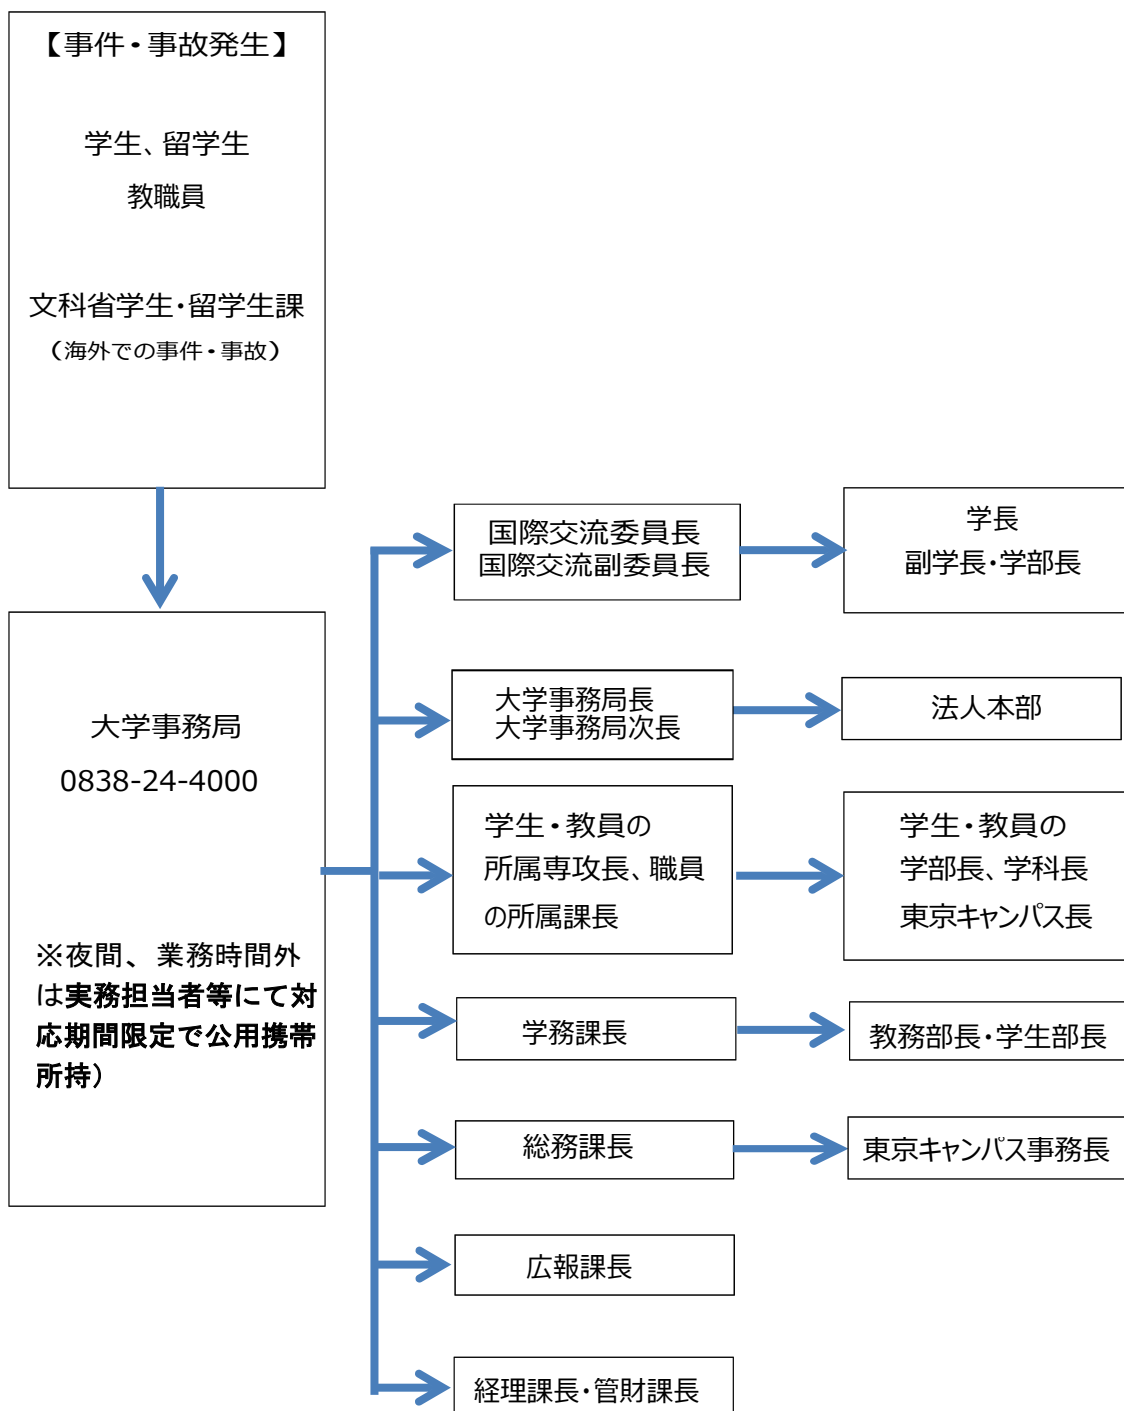 【事件・事故発生】
学生、留学生
教職員
文科省学生・留学生課
（海外での事件・事故）
大学事務局
0838-24-4000
※夜間、業務時間外
は実務担当者等にて対
応期間限定で公用携帯
所持）
国際交流委員長
国際交流副委員長
学長
副学長・学部長
大学事務局長
大学事務局次長
法人本部
学生・教員の
所属専攻長、職員
の所属課長
学生・教員の
学部長、学科長
東京キャンパス長
学務課長
教務部長・学生部長
総務課長
東京キャンパス事務長
広報課長
経理課長・管財課長